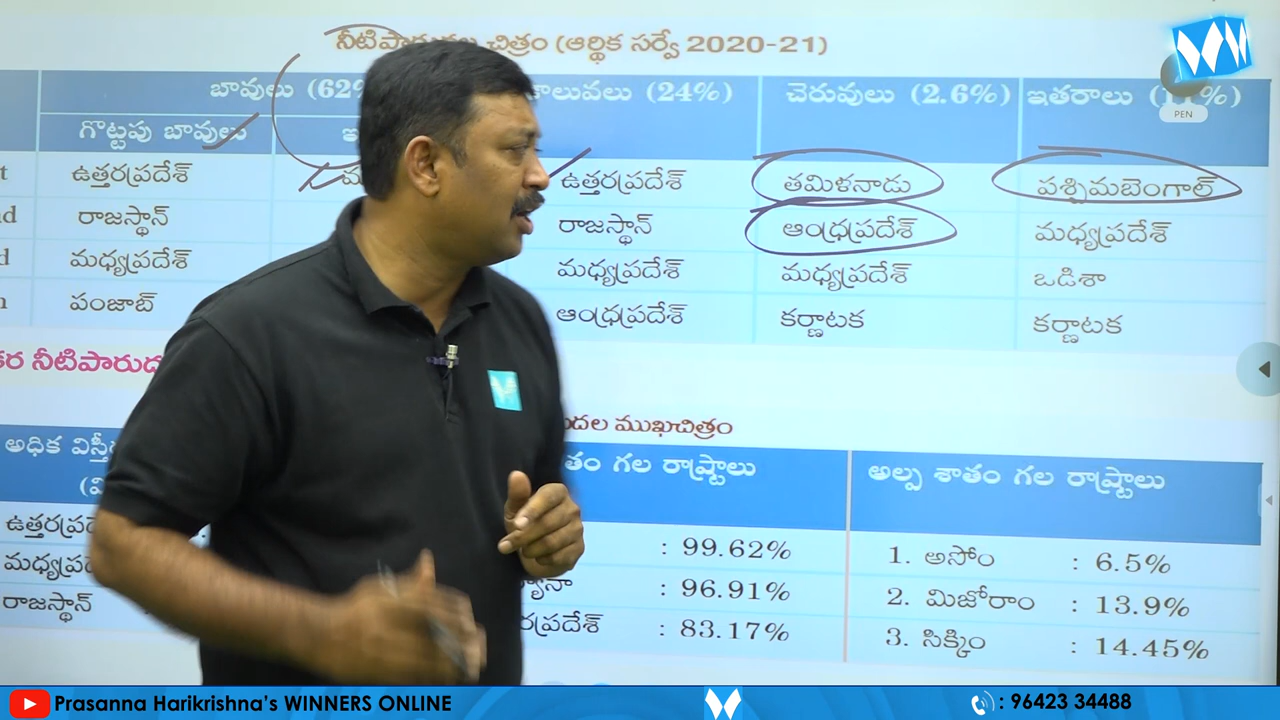 నీటిపారుదల చిత్రం (ఆర్థిక సర్వే 2020-21)
బావులు (62% కాలువలు (24%) చెరువులు (2.6%) ఇతరాలు (11%)
గొట్టపు బావులు
PEN
ఉత్తరప్రదేశ్ ఉత్తరప్రదేశ్ తమిళనాడు పశ్చిమబెంగాల్
రాజస్థాన్ రాజస్థాన్ ఆంధ్రప్రదేశ్ మధ్యప్రదేశ్
మధ్యప్రదేశ్ మధ్యప్రదేశ్ మధ్యప్రదేశ్ ఒడిశా
పంజాబ్ ఆంధ్రప్రదేశ్ కర్ణాటక కర్ణాటక
నీటిపారుద
ముఖచిత్రం
అధిక గల రాష్ట్రాలు అల్ప శాతం గల రాష్ట్రాలు
ఉత్తరప్రదే : 99.62% 1. అసోం : 6.5%
మధ్యప్ర : 96.91% 2. మిజోరాం : 13.9%
రాజస్థాన్ : 83.17% 3. సిక్కిం : 14.45%
Prasanna Harikrishna's WINNERS ONLINE : 96423 34488